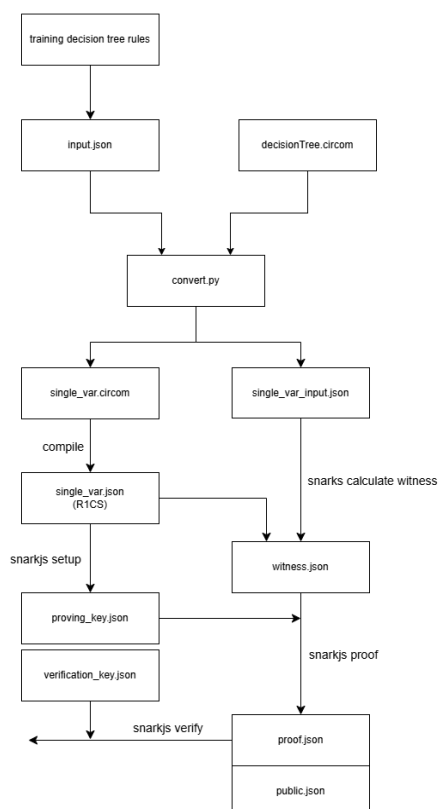 training decision tree rules
input.json
decisionTree.circom
convert.py
single_var.circom
single_var_input.json
compile
snarks calculate witness
single_var.json
(R1CS)
snarkjs setup
witness.json
proving_key.json
snarkjs proof
verification_key.json
snarkjs verify
proof.json
public.json